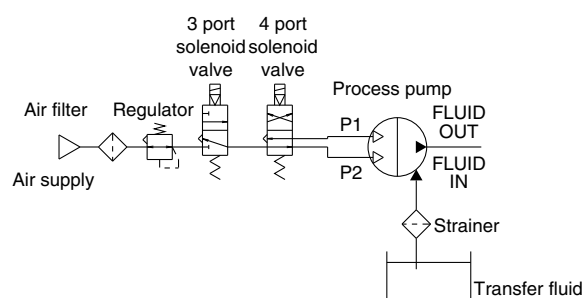 3 port
solenoid
valve
4 port
solenoid
valve
Process pump
Air filter
Regulator
P1
FLUID
OUT
Air supply
P2
FLUID
IN
Strainer
Transfer fluid